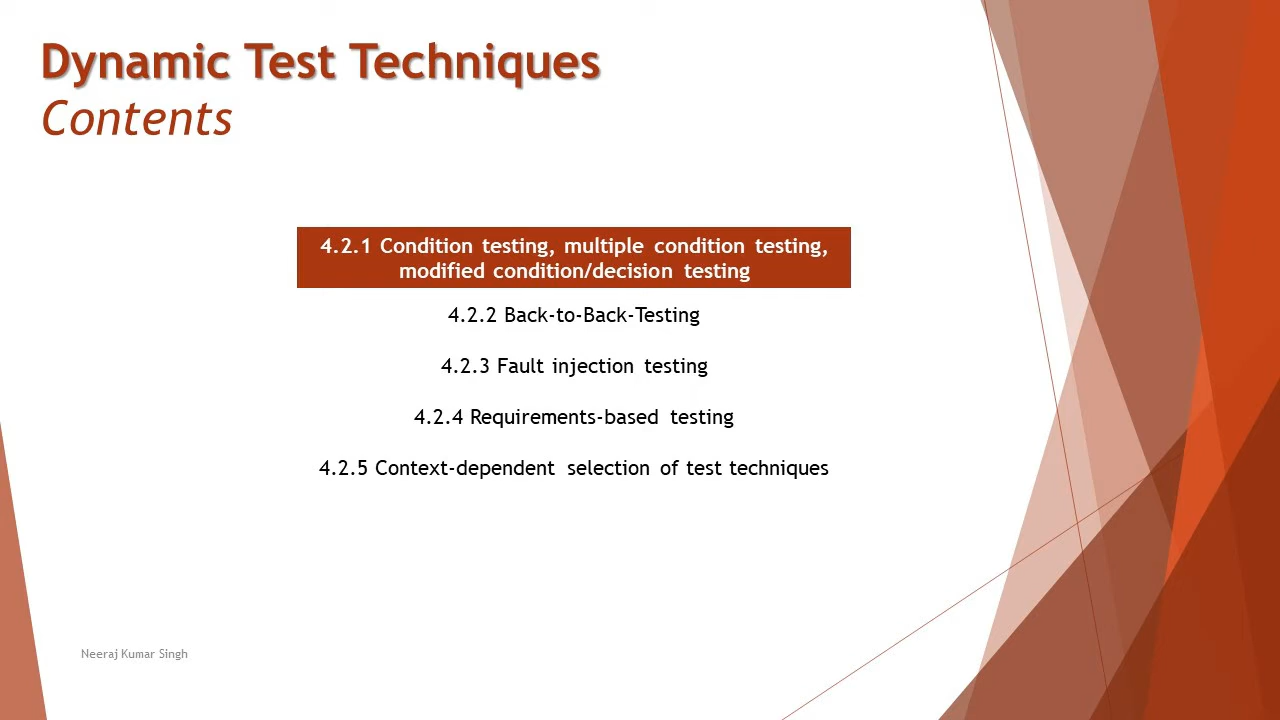 Dynamic Test Techniques
Contents
4.2.1 Condition testing, multiple condition testing,
modified condition/decision testing
4.2.2 Back-to-Back-Testing
4.2.3 Fault injection testing
4.2.4 Requirements-based testing
4.2.5 Context-dependent selection of test techniques
Neeraj Kumar Singh